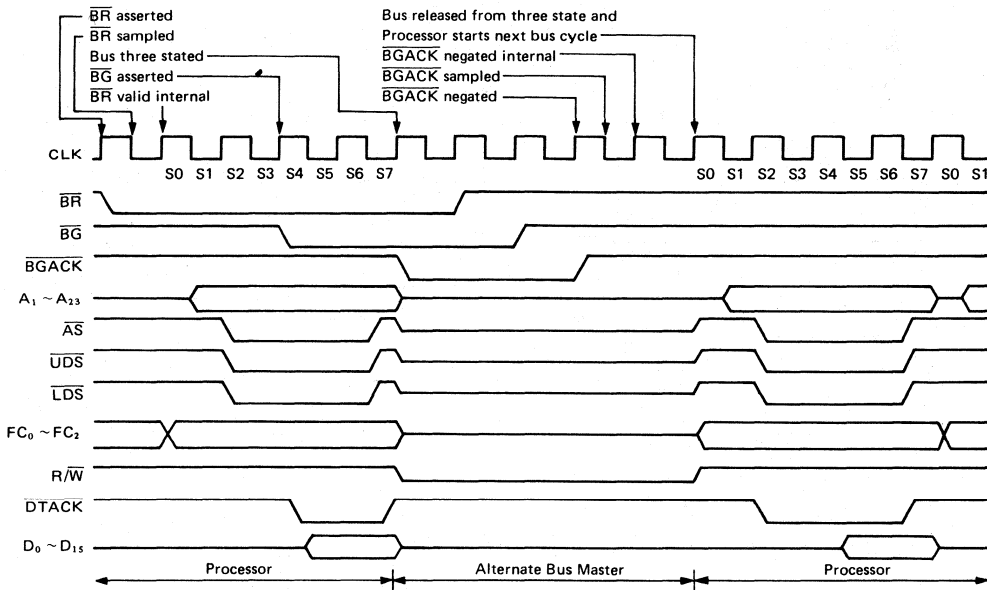 BR asserted
BR sampled
Bus three stated
BG asserted
BR valid internal
Bus released from three state and
Processor starts next bus cycle
BGACK negated internal
BGACK sampled
BGACK negated
CLK
S0 S1 S2 S3 S4 S5 S6 S7 S0 S1 S2 S3 S4 S5 S6 S7 S0 S1
BR
BG
BGACK
A₁ ~ A₂₃
AS
UDS
LDS
FC₀ ~ FC₂
R/W
DTACK
D₀ ~ D₁₅
Processor Alternate Bus Master Processor